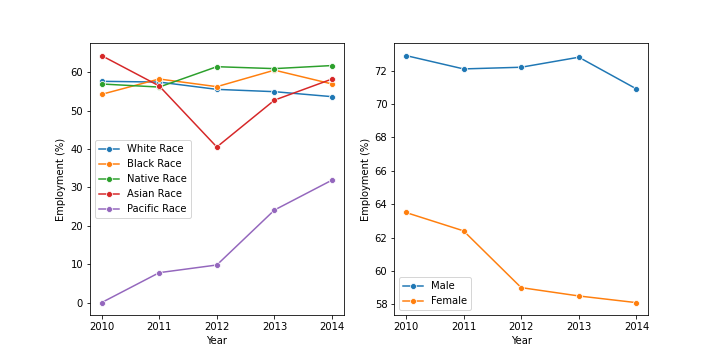 Employment (%)
60
50
40
30
20
10
0
White Race
Black Race
Native Race
Asian Race
Pacific Race
2010 2011 2012 2013 2014
Year
Employment (%)
72
70
68
66
64
62
60
58
Male
Female
2010 2011 2012 2013 2014
Year